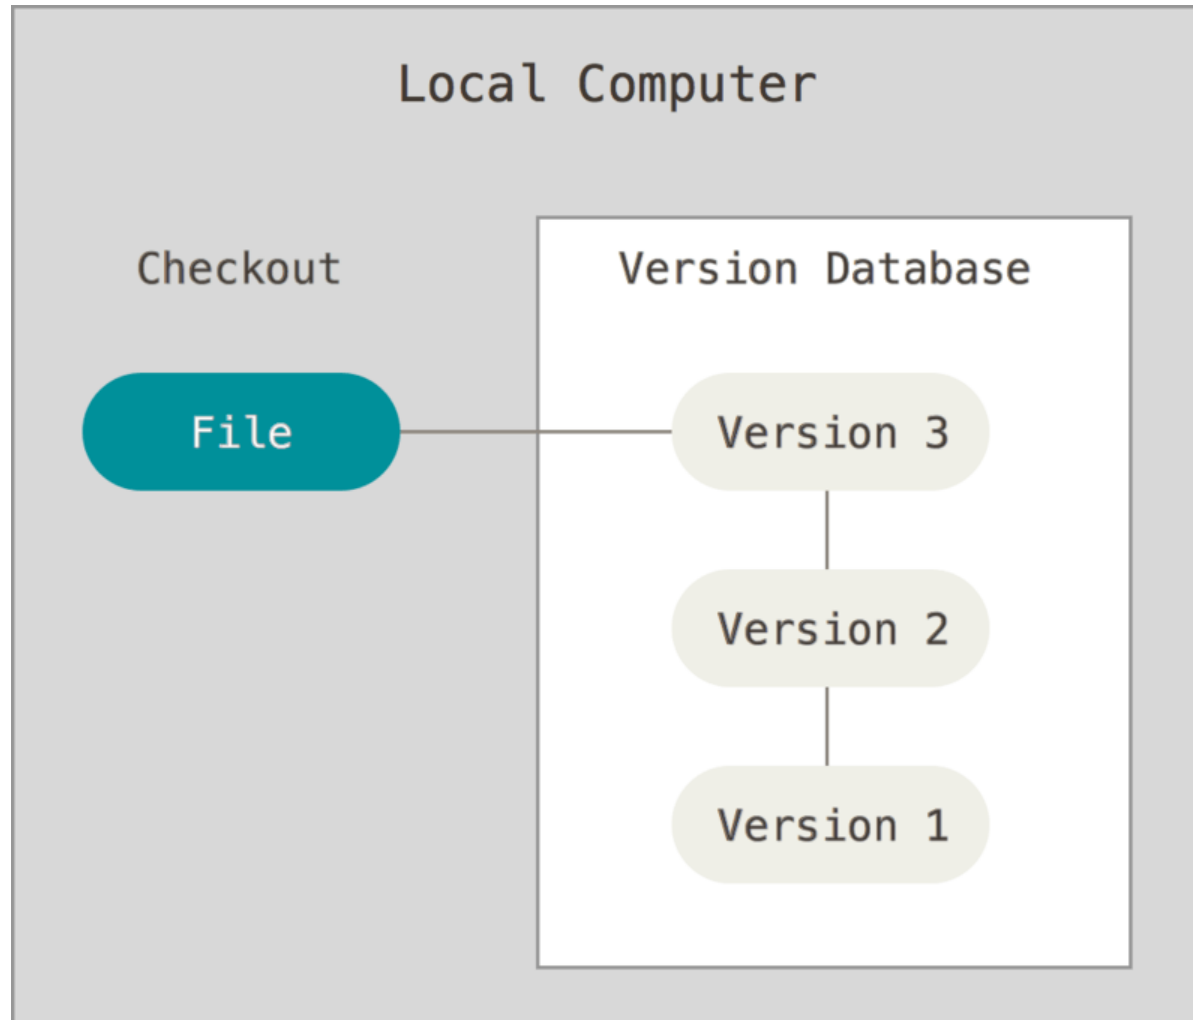 Local Computer
Checkout
Version Database
File
Version 3
Version 2
Version 1